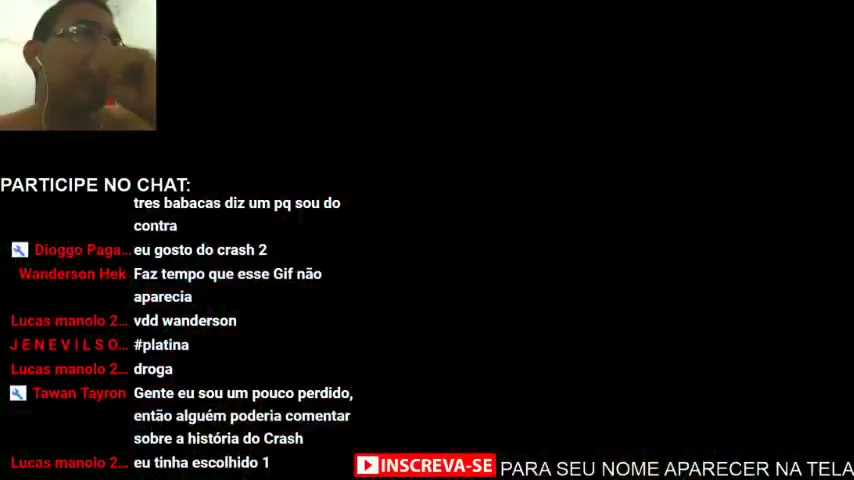 PARTICIPE NO CHAT:
tres babacas diz um pq sou do
contra
Dioggo Paga... eu gosto do crash 2
Wanderson Hek Faz tempo que esse Gif não
aparecia
Lucas manolo 2... vdd wanderson
J E N E V I L S O... #platina
Lucas manolo 2... droga
Tawan Tayron Gente eu sou um pouco perdido,
então alguém poderia comentar
sobre a história do Crash
Lucas manolo 2... eu tinha escolhido 1
INSCREVA-SE PARA SEU NOME APARECER NA TELA